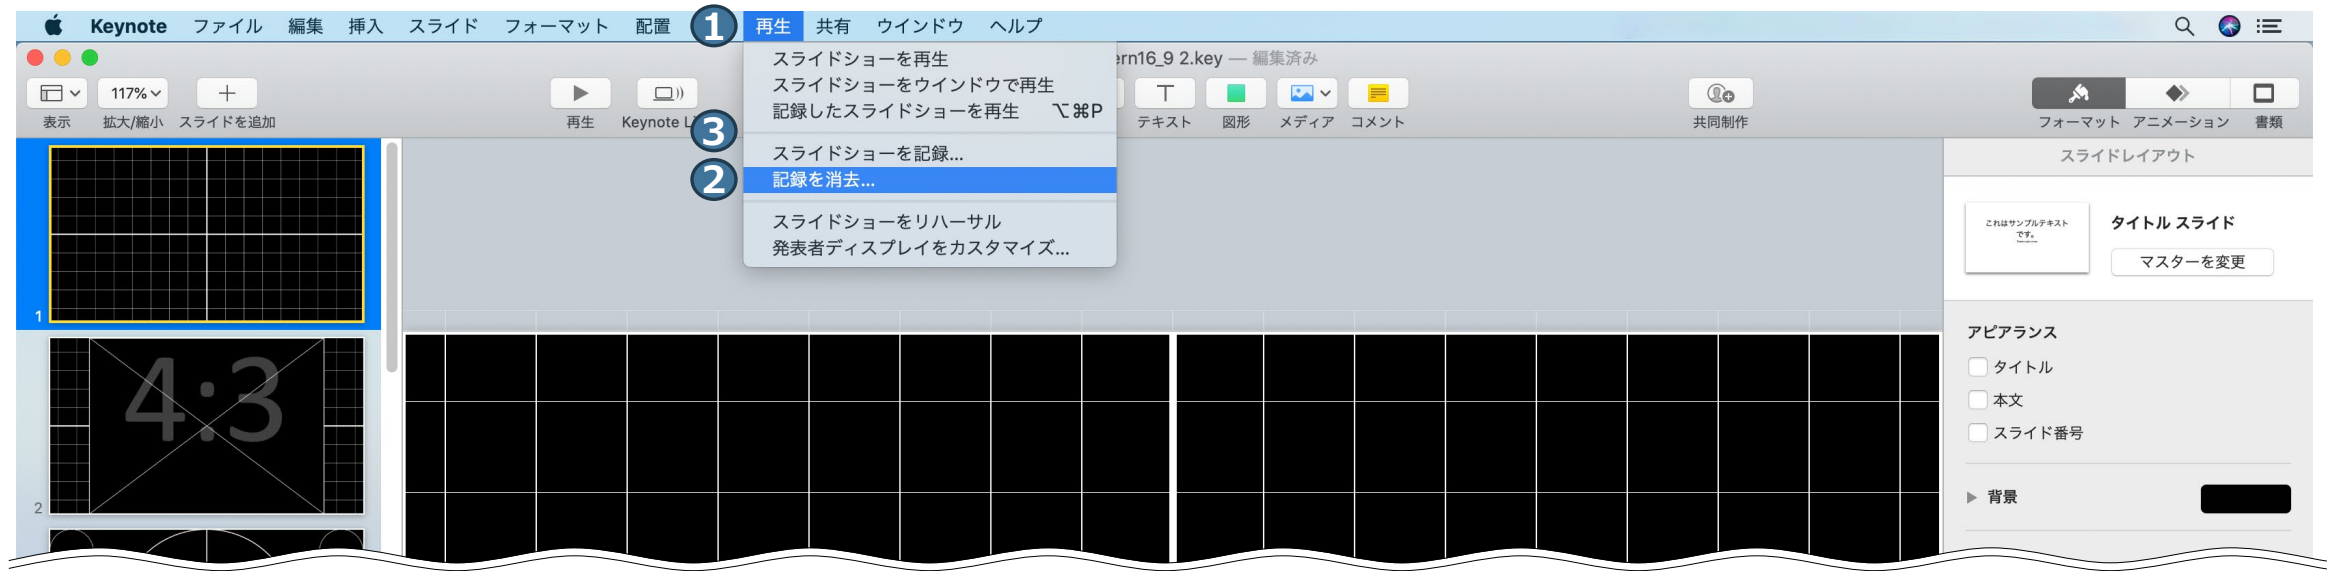 Keynote ファイル 編集 挿入 スライド フォーマット 配置 1 再生 共有 ウインドウ ヘルプ
ern16_9 2.key — 編集済み
117%
T
表示 拡大/縮小 スライドを追加 再生 Keynote テキスト 図形 メディア コメント 共同制作 フォーマット アニメーション 書類
スライドショーを再生
スライドショーをウインドウで再生
記録したスライドショーを再生 ⌥⌘P
3
スライドショーを記録...
2 記録を消去...
スライドショーをリハーサル
発表者ディスプレイをカスタマイズ...
1
4:3
2
スライドレイアウト
これはサンプルテキスト
です。
タイトル スライド
マスターを変更
アピアランス
タイトル
本文
スライド番号
背景